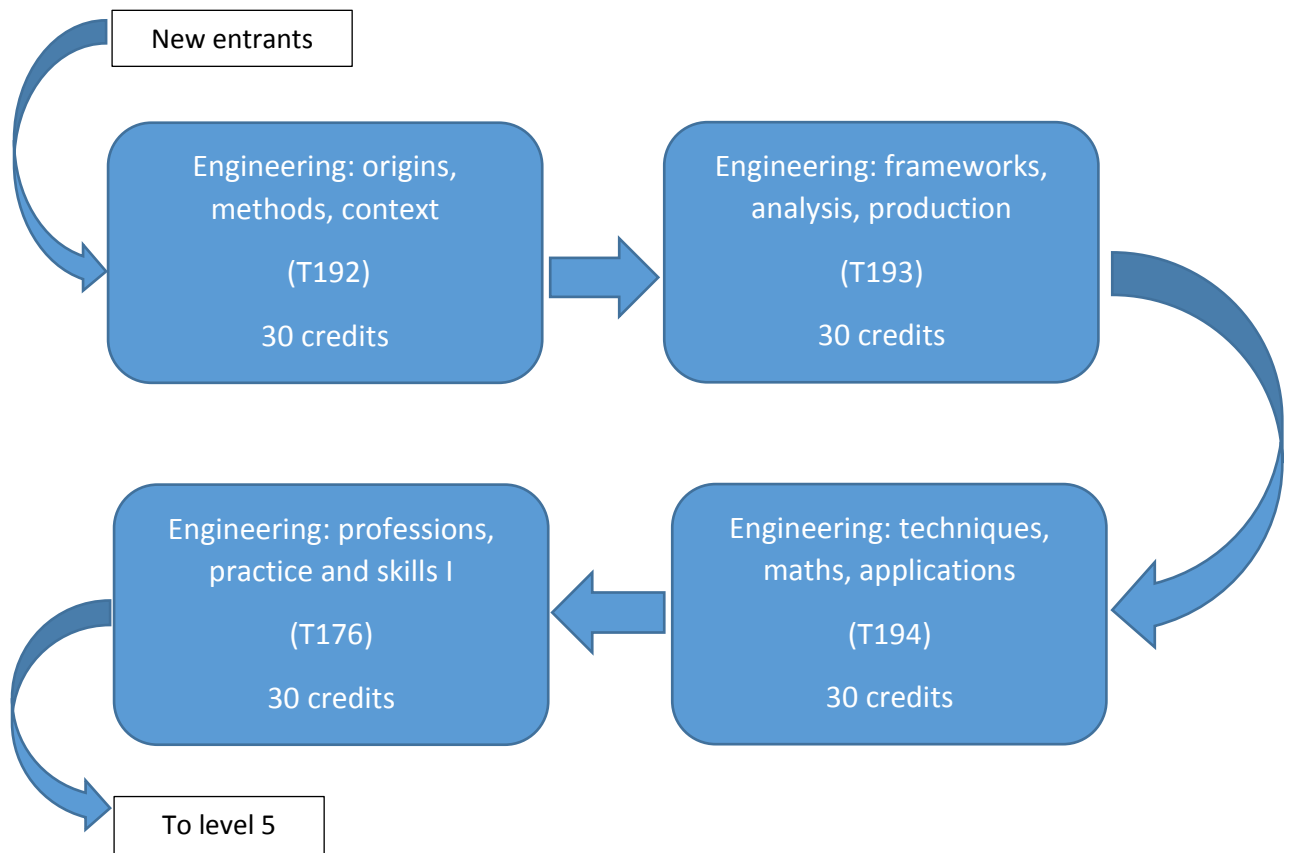 New entrants
Engineering: origins,
methods, context
(T192)
30 credits
Engineering: frameworks,
analysis, production
(T193)
30 credits
Engineering: techniques,
maths, applications
(T194)
30 credits
Engineering: professions,
practice and skills I
(T176)
30 credits
To level 5